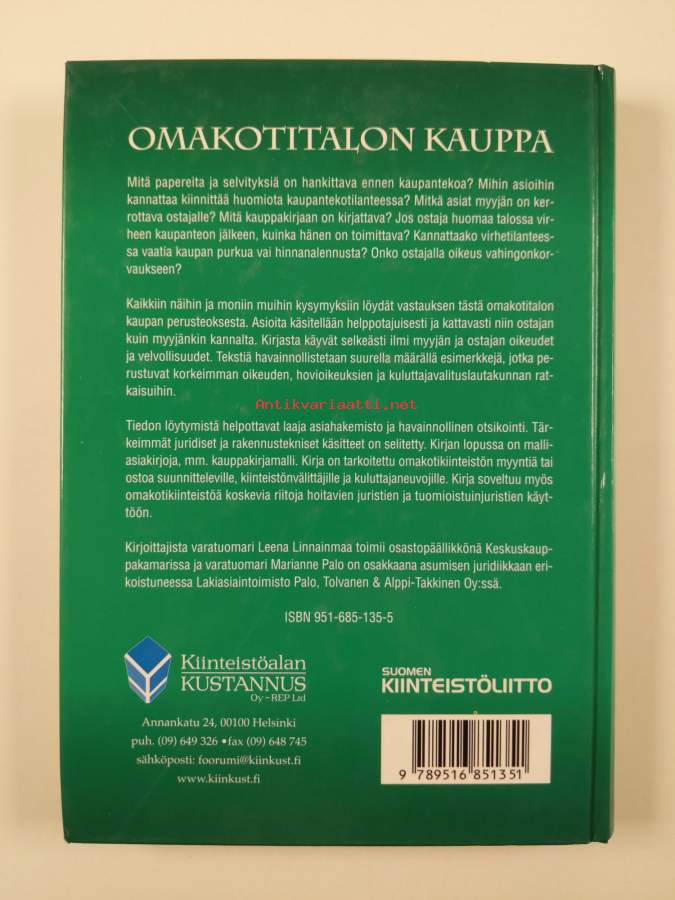 OMAKOTITALON KAUPPA
Mitä papereita ja selvityksiä on hankittava ennen kaupantekoa? Mihin asioihin
kannattaa kiinnittää huomiota kaupantekotilanteessa? Mitkä asiat myyjän on ker-
rottava ostajalle? Mitä kauppakirjaan on kirjattava? Jos ostaja huomaa talossa vir-
heen kaupanteon jälkeen, kuinka hänen on toimittava? Kannattaako virhetilantees-
sa vaatia kaupan purkua vai hinnanalennusta? Onko ostajalla oikeus vahingonkor-
vaukseen?
Kaikkiin näihin ja moniin muihin kysymyksiin löydät vastauksen tästä omakotitalon
kaupan perusteoksesta. Asioita käsitellään helppotajuisesti ja kattavasti niin ostajan
kuin myyjänkin kannalta. Kirjasta käyvät selkeästi ilmi myyjän ja ostajan oikeudet
ja velvollisuudet. Tekstiä havainnollistetaan suurella määrällä esimerkkejä, jotka pe-
rustuvat korkeimman oikeuden, hovioikeuksien ja kuluttajavalituslautakunnan rat-
kaisuihin.
Antikvariaatti.net
Tiedon löytymistä helpottavat laaja asiahakemisto ja havainnollinen otsikointi. Tär-
keimmät juridiset ja rakennustekniset käsitteet on selitetty. Kirjan lopussa on malli-
asiakirjoja, mm. kauppakirjamalli. Kirja on tarkoitettu omakotikiinteistön myyntiä tai
ostoa suunnitteleville, kiinteistönvälittäjille ja kuluttajaneuvojille. Kirja soveltuu myös
omakotikiinteistöä koskevia riitoja hoitavien juristien ja tuomioistuinjuristien käyt-
töön.
Kirjoittajista varatuomari Leena Linnainmaa toimii osastopäällikkönä Keskuskaup-
pakamarissa ja varatuomari Marianne Palo on osakkaana asumisen juridiikkaan eri-
koistuneessa Lakiasiaintoimisto Palo, Tolvanen & Alppi-Takkinen Oy:ssä.
ISBN 951-685-135-5
Kiinteistöalan
KUSTANNUS
Oy - REP Ltd
Annankatu 24, 00100 Helsinki
puh. (09) 649 326 • fax (09) 648 745
sähköposti: foorumi@kiinkust.fi
www.kiinkust.fi
SUOMEN
KIINTEISTÖLIITTO
9 789516 851351